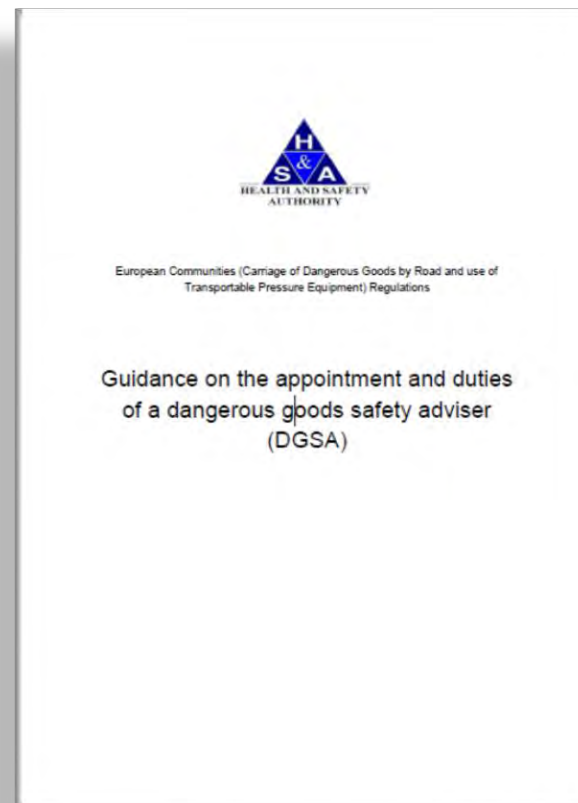 H
&
S A
HEALTH AND SAFETY
AUTHORITY
European Communities (Carriage of Dangerous Goods by Road and use of
Transportable Pressure Equipment) Regulations
Guidance on the appointment and duties
of a dangerous goods safety adviser
(DGSA)